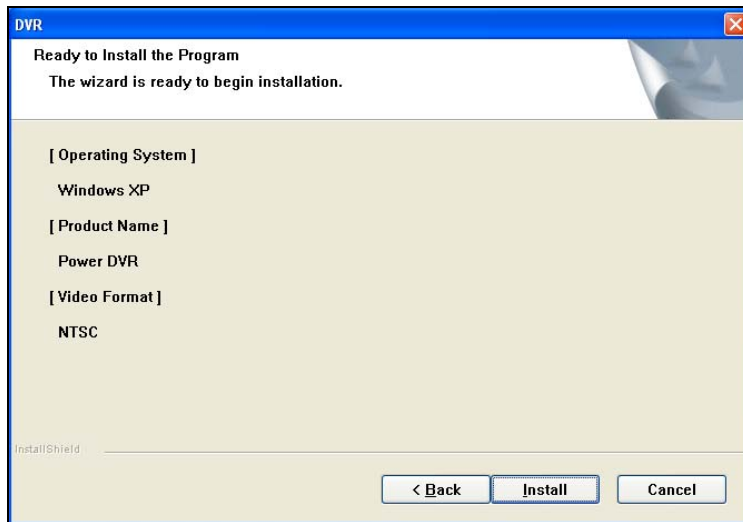 DVR
Ready to Install the Program
The wizard is ready to begin installation.
[ Operating System ]
Windows XP
[ Product Name ]
Power DVR
[ Video Format ]
NTSC
InstallShield
< Back
Install
Cancel